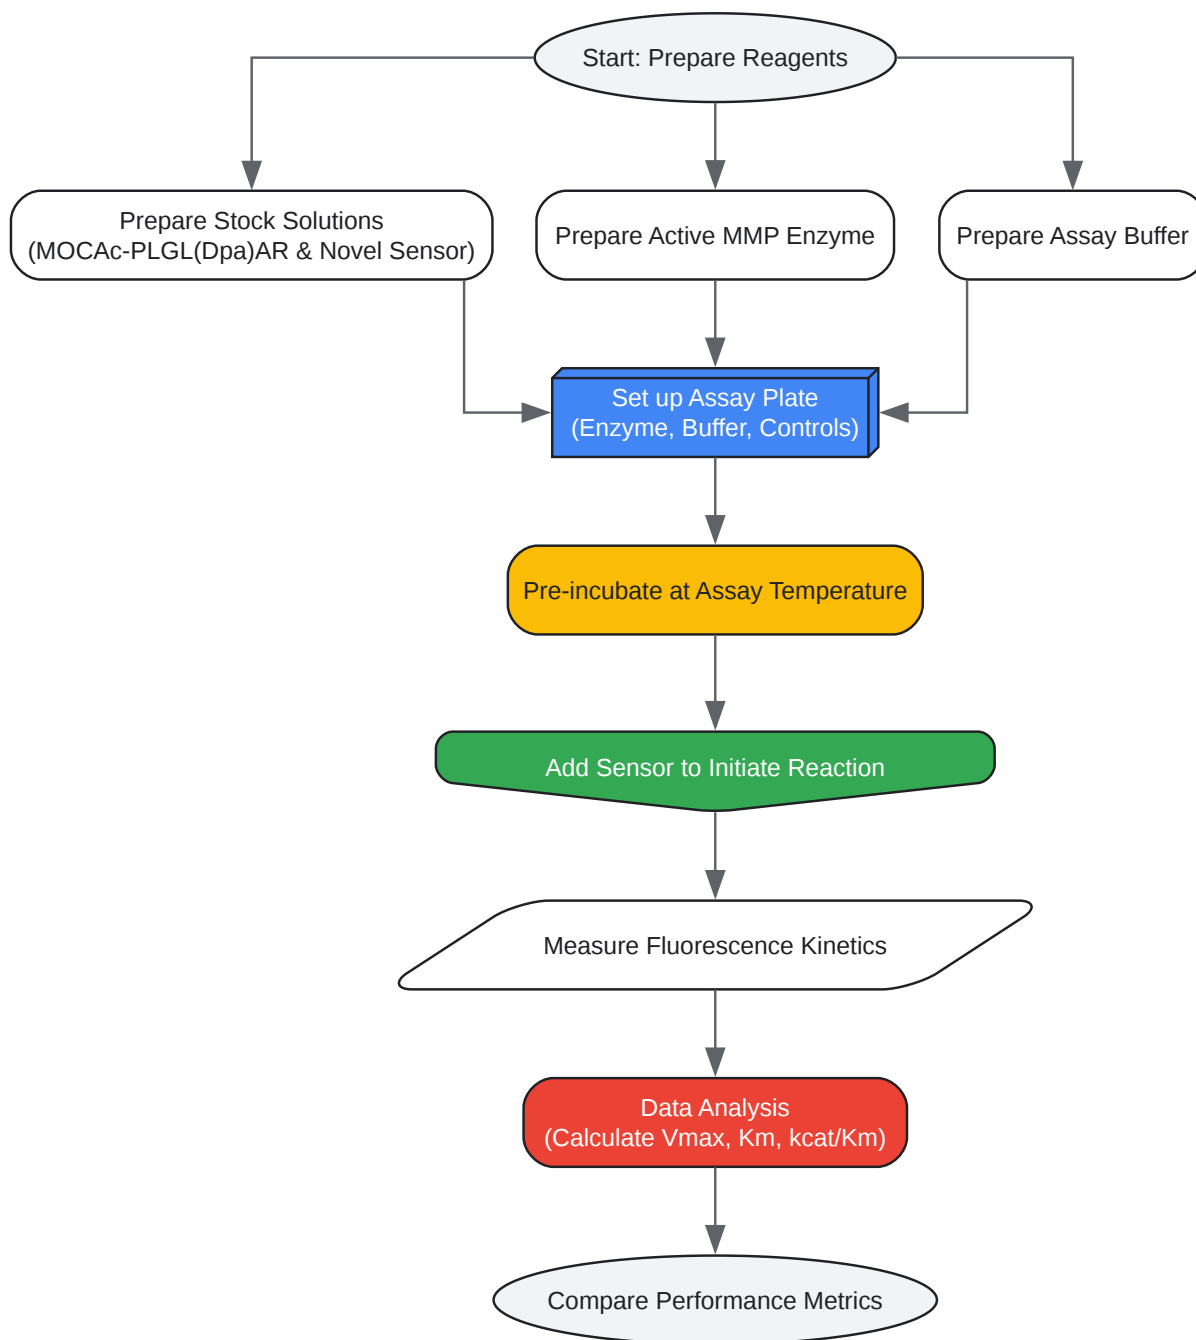 Start: Prepare Reagents
Prepare Stock Solutions
(MOCAc-PLGL(Dpa)AR & Novel Sensor)
Prepare Active MMP Enzyme
Prepare Assay Buffer
Set up Assay Plate
(Enzyme, Buffer, Controls)
Pre-incubate at Assay Temperature
Add Sensor to Initiate Reaction
Measure Fluorescence Kinetics
Data Analysis
(Calculate Vmax, Km, kcat/Km)
Compare Performance Metrics